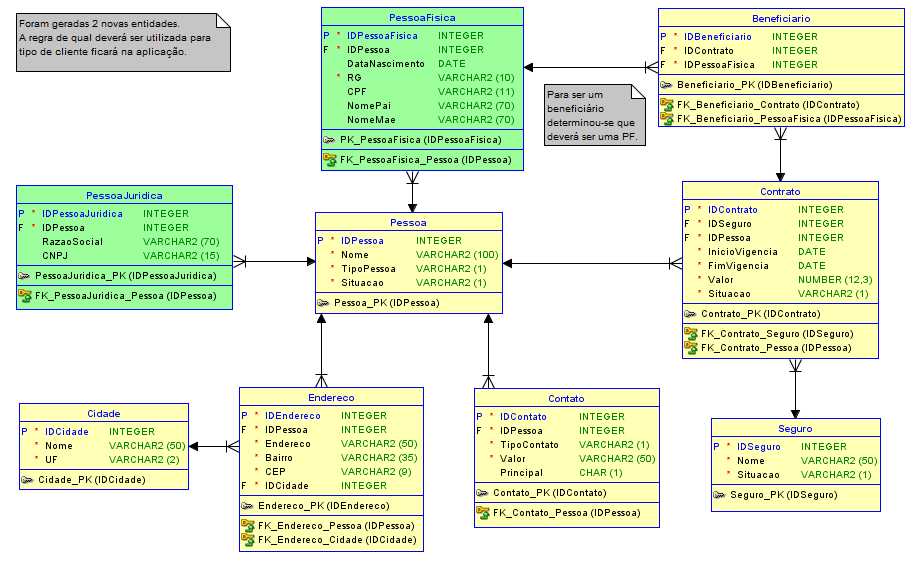 Foram geradas 2 novas entidades.
A regra de qual deverá ser utilizada para
tipo de cliente ficará na aplicação.
PessoaFisica
P * IDPessoaFisica INTEGER
F * IDPessoa INTEGER
DataNascimento DATE
* RG VARCHAR2 (10)
CPF VARCHAR2 (11)
NomePai VARCHAR2 (70)
NomeMae VARCHAR2 (70)
PK_PessoaFisica (IDPessoaFisica)
FK_PessoaFisica_Pessoa (IDPessoa)
Beneficiario
P * IDBeneficiario INTEGER
F * IDContrato INTEGER
F * IDPessoaFisica INTEGER
Beneficiario_PK (IDBeneficiario)
FK_Beneficiario_Contrato (IDContrato)
FK_Beneficiario_PessoaFisica (IDPessoaFisica)
Para ser um
beneficiário
determinou-se que
deverá ser uma PF.
PessoaJuridica
P * IDPessoaJuridica INTEGER
F * IDPessoa INTEGER
RazaoSocial VARCHAR2 (70)
CNPJ VARCHAR2 (15)
PessoaJuridica_PK (IDPessoaJuridica)
FK_PessoaJuridica_Pessoa (IDPessoa)
Pessoa
P * IDPessoa INTEGER
* Nome VARCHAR2 (100)
* TipoPessoa VARCHAR2 (1)
* Situacao VARCHAR2 (1)
Pessoa_PK (IDPessoa)
Contrato
P * IDContrato INTEGER
F * IDSeguro INTEGER
F * IDPessoa INTEGER
* InicioVigencia DATE
* FimVigencia DATE
* Valor NUMBER (12,3)
* Situacao VARCHAR2 (1)
Contrato_PK (IDContrato)
FK_Contrato_Seguro (IDSeguro)
FK_Contrato_Pessoa (IDPessoa)
Cidade
P * IDCidade INTEGER
* Nome VARCHAR2 (50)
* UF VARCHAR2 (2)
Cidade_PK (IDCidade)
Endereco
P * IDEndereco INTEGER
F * IDPessoa INTEGER
* Endereco VARCHAR2 (50)
* Bairro VARCHAR2 (35)
* CEP VARCHAR2 (9)
F * IDCidade INTEGER
Endereco_PK (IDEndereco)
FK_Endereco_Pessoa (IDPessoa)
FK_Endereco_Cidade (IDCidade)
Contato
P * IDContato INTEGER
F * IDPessoa INTEGER
* TipoContato VARCHAR2 (1)
* Valor VARCHAR2 (50)
Principal CHAR (1)
Contato_PK (IDContato)
FK_Contato_Pessoa (IDPessoa)
Seguro
P * IDSeguro INTEGER
* Nome VARCHAR2 (50)
* Situacao VARCHAR2 (1)
Seguro_PK (IDSeguro)